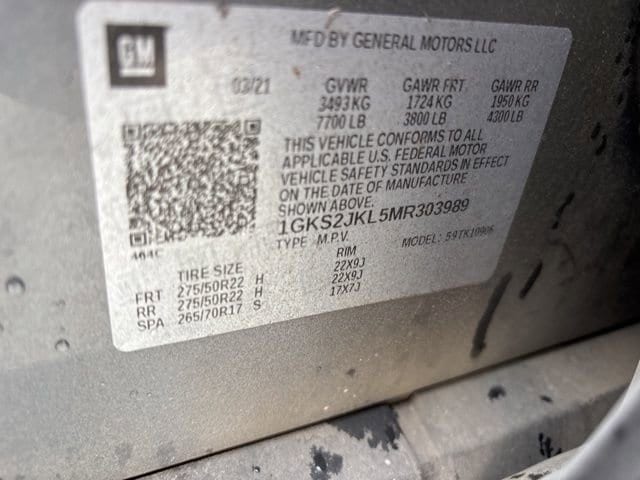 GM
MFD BY GENERAL MOTORS LLC
03/21 GVWR GAWR FRT GAWR RR
3493 KG 1724 KG 1950 KG
7700 LB 3800 LB 4300 LB
THIS VEHICLE CONFORMS TO ALL
APPLICABLE U.S. FEDERAL MOTOR
VEHICLE SAFETY STANDARDS IN EFFECT
ON THE DATE OF MANUFACTURE
SHOWN ABOVE.
1GKS2JKL5MR303989
TYPE M.P.V. MODEL:
TIRE SIZE RIM
FRT 275/50R22 H 22X9J
RR 275/50R22 H 22X9J
SPA 265/70R17 S 17X7J